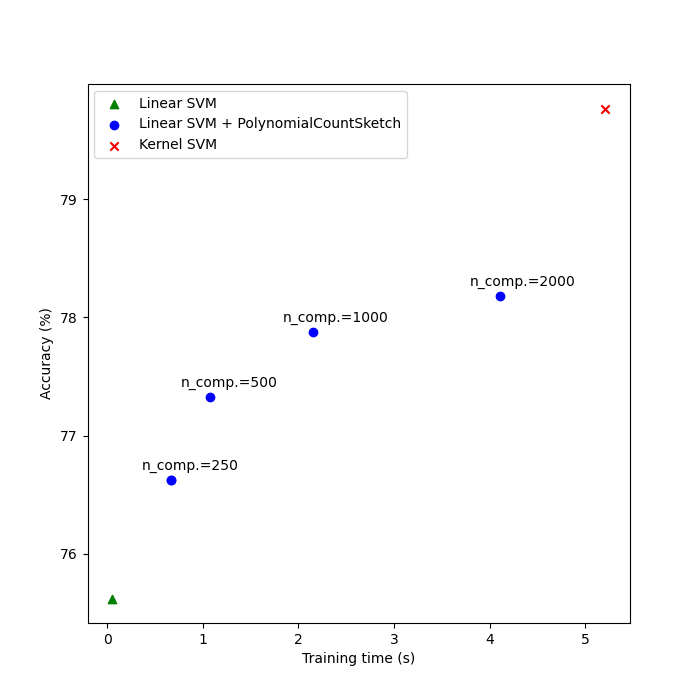 Linear SVM
Linear SVM + PolynomialCountSketch
Kernel SVM
79
78
77
76
n_comp.=2000
n_comp.=1000
n_comp.=500
n_comp.=250
Accuracy (%)
0 1 2 3 4 5
Training time (s)